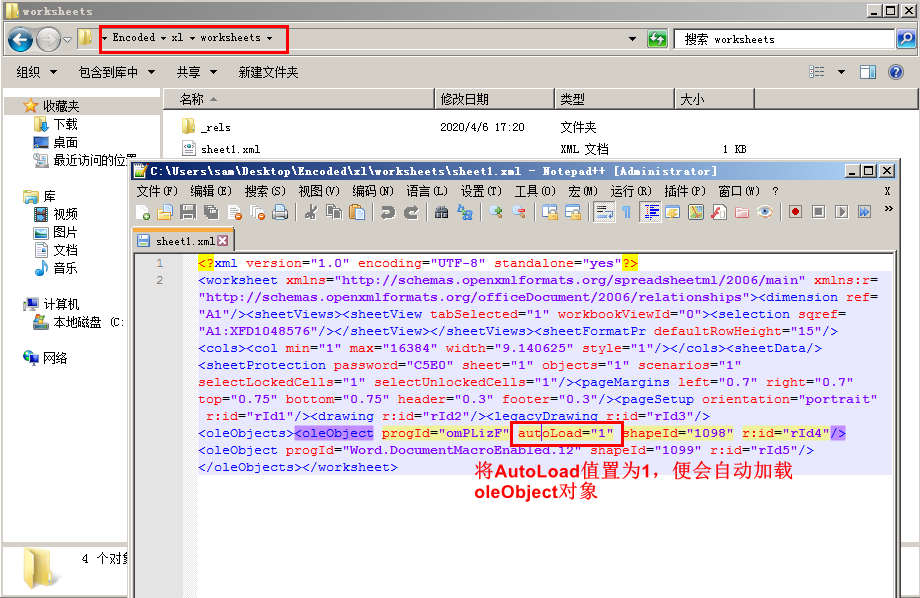 worksheets
Encoded xl worksheets
搜索 worksheets
组织 包含到库中 共享 新建文件夹
名称 修改日期 类型 大小
收藏夹
下载
桌面
最近访问的位置
库
视频
图片
文档
音乐
计算机
本地磁盘 (C:
网络
_rels 2020/4/6 17:20 文件夹
sheet1.xml XML 文档 1 KB
C:\Users\sam\Desktop\Encoded\xl\worksheets\sheet1.xml - Notepad++ [Administrator]
文件(F) 编辑(E) 搜索(S) 视图(V) 编码(N) 语言(L) 设置(T) 工具(O) 宏(M) 运行(R) 插件(P) 窗口(W) ? X
sheet1.xml
1 <?xml version="1.0" encoding="UTF-8" standalone="yes"?>
2 <worksheet xmlns="http://schemas.openxmlformats.org/spreadsheetml/2006/main" xmlns:r=
"http://schemas.openxmlformats.org/officeDocument/2006/relationships"><dimension ref=
"A1"/><sheetViews><sheetView tabSelected="1" workbookViewId="0"><selection sqref=
"A1:XFD1048576"/></sheetView></sheetViews><sheetFormatPr defaultRowHeight="15"/>
<cols><col min="1" max="16384" width="9.140625" style="1"/></cols><sheetData/>
<sheetProtection password="C5E0" sheet="1" objects="1" scenarios="1"
selectLockedCells="1" selectUnlockedCells="1"/><pageMargins left="0.7" right="0.7"
top="0.75" bottom="0.75" header="0.3" footer="0.3"/><pageSetup orientation="portrait"
r:id="rId1"/><drawing r:id="rId2"/><legacyDrawing r:id="rId3"/>
<oleObjects><oleObject progId="omPLizF" autoLoad="1" shapeId="1098" r:id="rId4"/>
<oleObject progId="Word.DocumentMacroEnabled.12" shapeId="1099" r:id="rId5"/>
</oleObjects></worksheet>
将AutoLoad值置为1，便会自动加载
oleObject对象
4 个对象